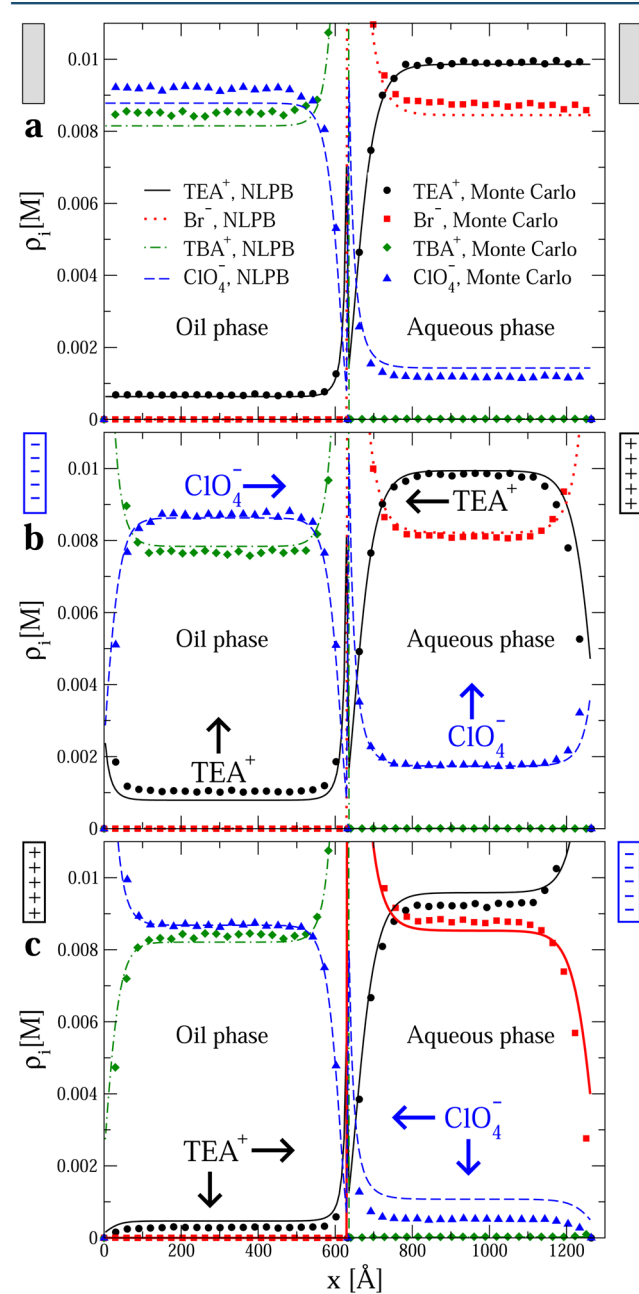 a
0.01
0.008
0.006
0.004
0.002
0
ρi[M]
TEA+, NLPB
Br−, NLPB
TBA+, NLPB
ClO4−, NLPB
TEA+, Monte Carlo
Br−, Monte Carlo
TBA+, Monte Carlo
ClO4−, Monte Carlo
Oil phase
Aqueous phase
− − − − −
+ + + + +
b
0.01
0.008
0.006
0.004
0.002
0
ρi[M]
ClO4−
TEA+
Oil phase
Aqueous phase
TEA+
ClO4−
+ + + + +
− − − − −
c
0.01
0.008
0.006
0.004
0.002
0
ρi[M]
Oil phase
Aqueous phase
TEA+
ClO4−
0 200 400 600 800 1000 1200
x [Å]